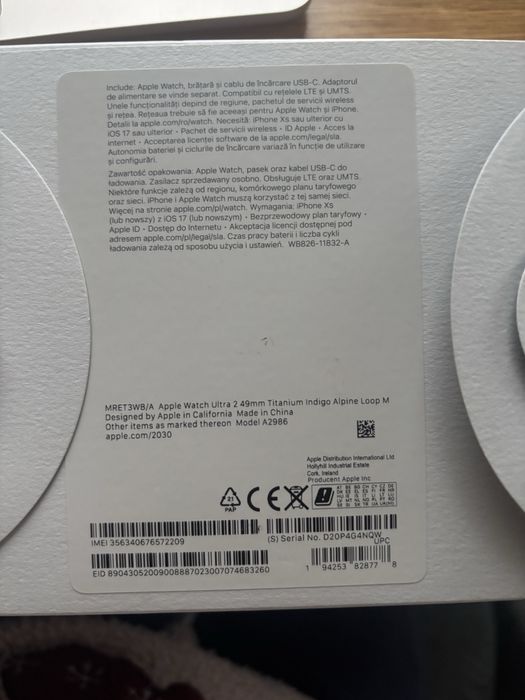 Include: Apple Watch, brățară și cablu de încărcare USB-C. Adaptorul
de alimentare se vinde separat. Compatibil cu rețelele LTE și UMTS.
Unele funcționalități depind de regiune, pachetul de servicii wireless
și rețea. Rețeaua trebuie să fie aceeași pentru Apple Watch și iPhone.
Detalii la apple.com/ro/watch. Necesită: iPhone Xs sau ulterior cu
iOS 17 sau ulterior • Pachet de servicii wireless • ID Apple • Acces la
internet • Acceptarea licenței software de la apple.com/legal/sla.
Autonomia bateriei și ciclurile de încărcare variază în funcție de utilizare
și configurări.
Zawartość opakowania: Apple Watch, pasek oraz kabel USB-C do
ładowania. Zasilacz sprzedawany osobno. Obsługuje LTE oraz UMTS.
Niektóre funkcje zależą od regionu, komórkowego planu taryfowego
oraz sieci. iPhone i Apple Watch muszą korzystać z tej samej sieci.
Więcej na stronie apple.com/pl/watch. Wymagania: iPhone Xs
(lub nowszy) z iOS 17 (lub nowszym) • Bezprzewodowy plan taryfowy •
Apple ID • Dostęp do Internetu • Akceptacja licencji dostępnej pod
adresem apple.com/pl/legal/sla. Czas pracy baterii i liczba cykli
ładowania zależą od sposobu użycia i ustawień. WB826-11832-A
MRET3WB/A Apple Watch Ultra 2 49mm Titanium Indigo Alpine Loop M
Designed by Apple in California Made in China
Other items as marked thereon Model A2986
apple.com/2030
Apple Distribution International Ltd
Hollyhill Industrial Estate
Cork, Ireland
Producent Apple Inc
21
PAP
CE
IMEI 356340676572209
(S) Serial No. D20P4G4NQW
UPC
EID 89043052009008887023007074683260
1 94253 82877 8